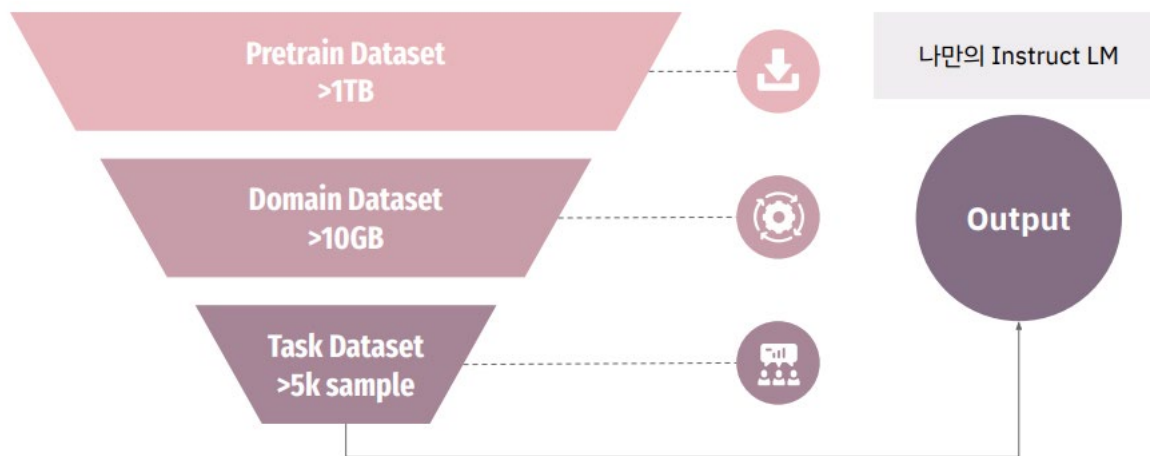 Pretrain Dataset
>1TB
Domain Dataset
>10GB
Task Dataset
>5k sample
나만의 Instruct LM
Output